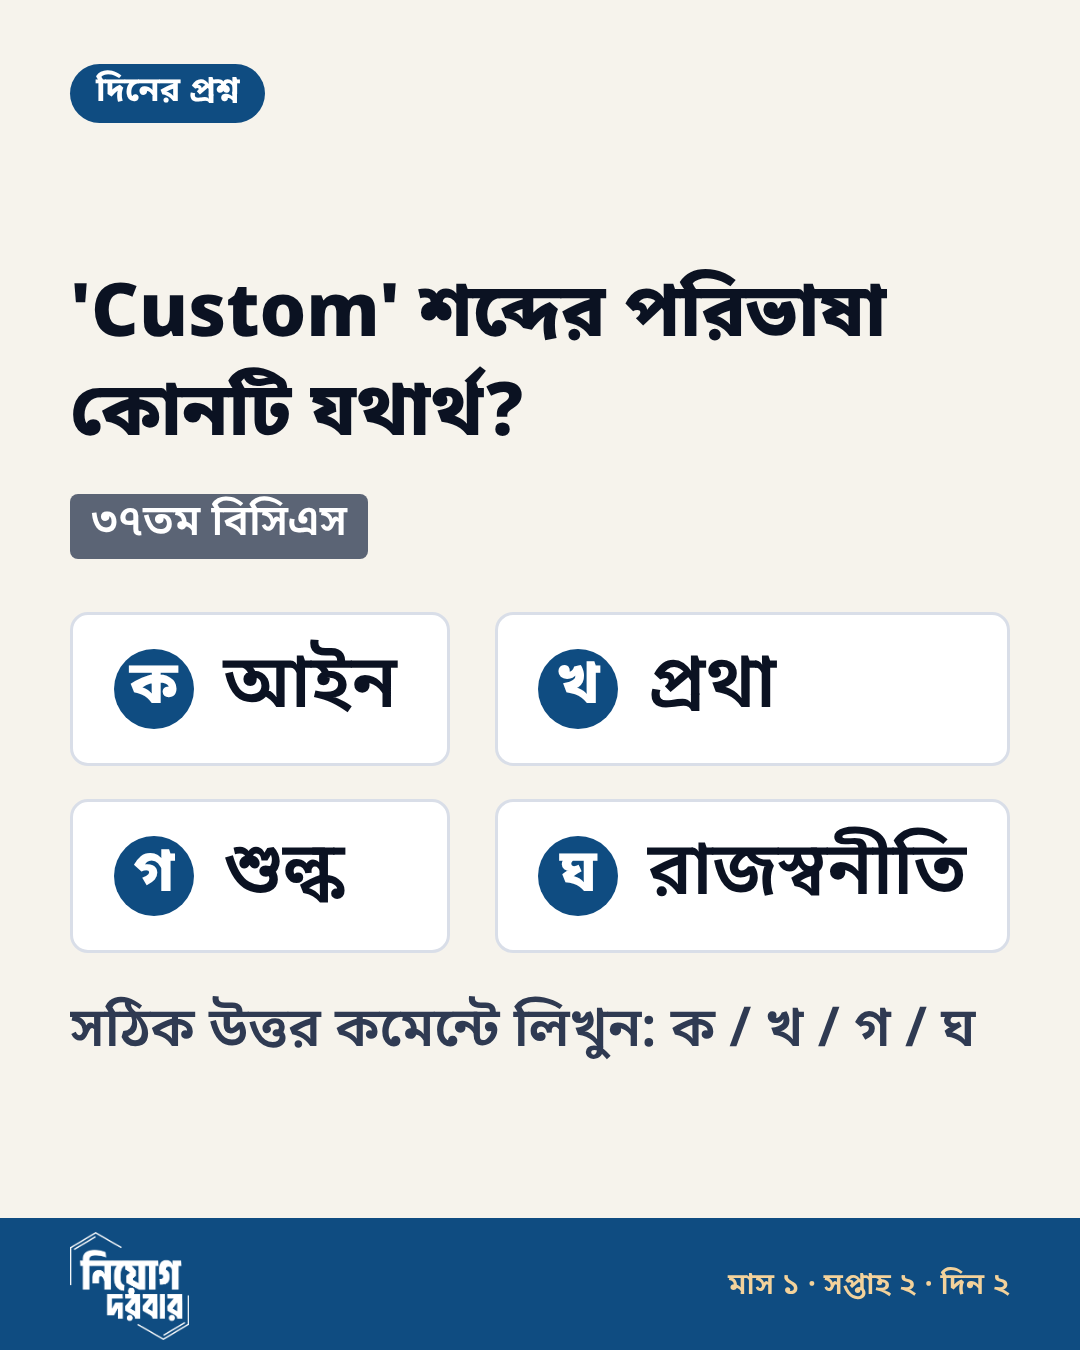 দিনের প্রশ্ন
'Custom' শব্দের পরিভাষা
কোনটি যথার্থ?
৩৭তম বিসিএস
ক আইন
খ প্রথা
গ শুল্ক
ঘ রাজস্বনীতি
সঠিক উত্তর কমেন্টে লিখুন: ক / খ / গ / ঘ
নিয়োগ
দরবার
মাস ১ · সপ্তাহ ২ · দিন ২